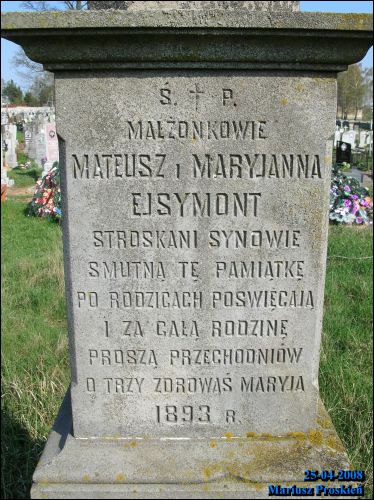 Ś. † P.
MAŁŻONKOWIE
MATEUSZ I MARYJANNA
EJSYMONT
STROSKANI SYNOWIE
SMUTNĄ TĘ PAMIĄTKĘ
PO RODZICACH POSWIĘCAJĄ
I ZA CAŁĄ RODZINĘ
PROSZĄ PRZECHODNIÓW
O TRZY ZDROWAŚ MARYJA
1893 R.
25-04-2008
Mariusz Proskień